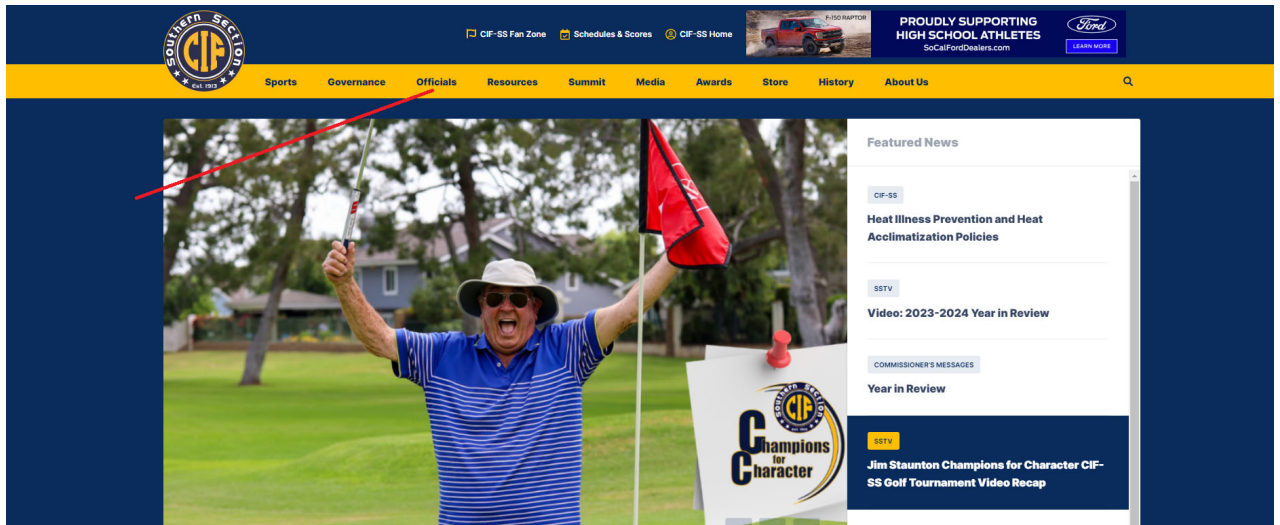 Southern Section
CIF
Est. 1913
CIF-SS Fan Zone
Schedules & Scores
CIF-SS Home
F-150 RAPTOR
PROUDLY SUPPORTING
HIGH SCHOOL ATHLETES
SoCalFordDealers.com
Ford
LEARN MORE
Sports
Governance
Officials
Resources
Summit
Media
Awards
Store
History
About Us
Featured News
CIF-SS
Heat Illness Prevention and Heat
Acclimatization Policies
SSTV
Video: 2023-2024 Year in Review
COMMISSIONER'S MESSAGES
Year in Review
SSTV
Jim Staunton Champions for Character CIF-
SS Golf Tournament Video Recap
Southern Section
CIF
Champions
for
Character